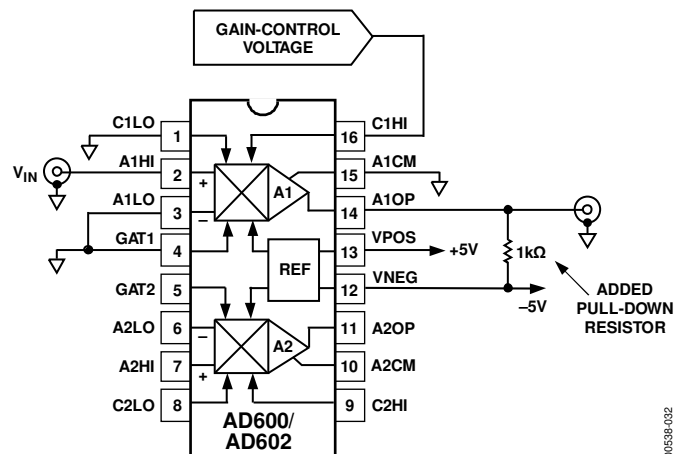 GAIN-CONTROL
VOLTAGE
C1LO
1
16
C1HI
VIN
A1HI
2
+
A1
15
A1CM
A1LO
3
–
14
A1OP
GAT1
4
REF
13
VPOS
+5V
1kΩ
GAT2
5
12
VNEG
–5V
ADDED
PULL-DOWN
RESISTOR
A2LO
6
–
A2
11
A2OP
A2HI
7
+
10
A2CM
C2LO
8
9
C2HI
AD600/
AD602
00538-032